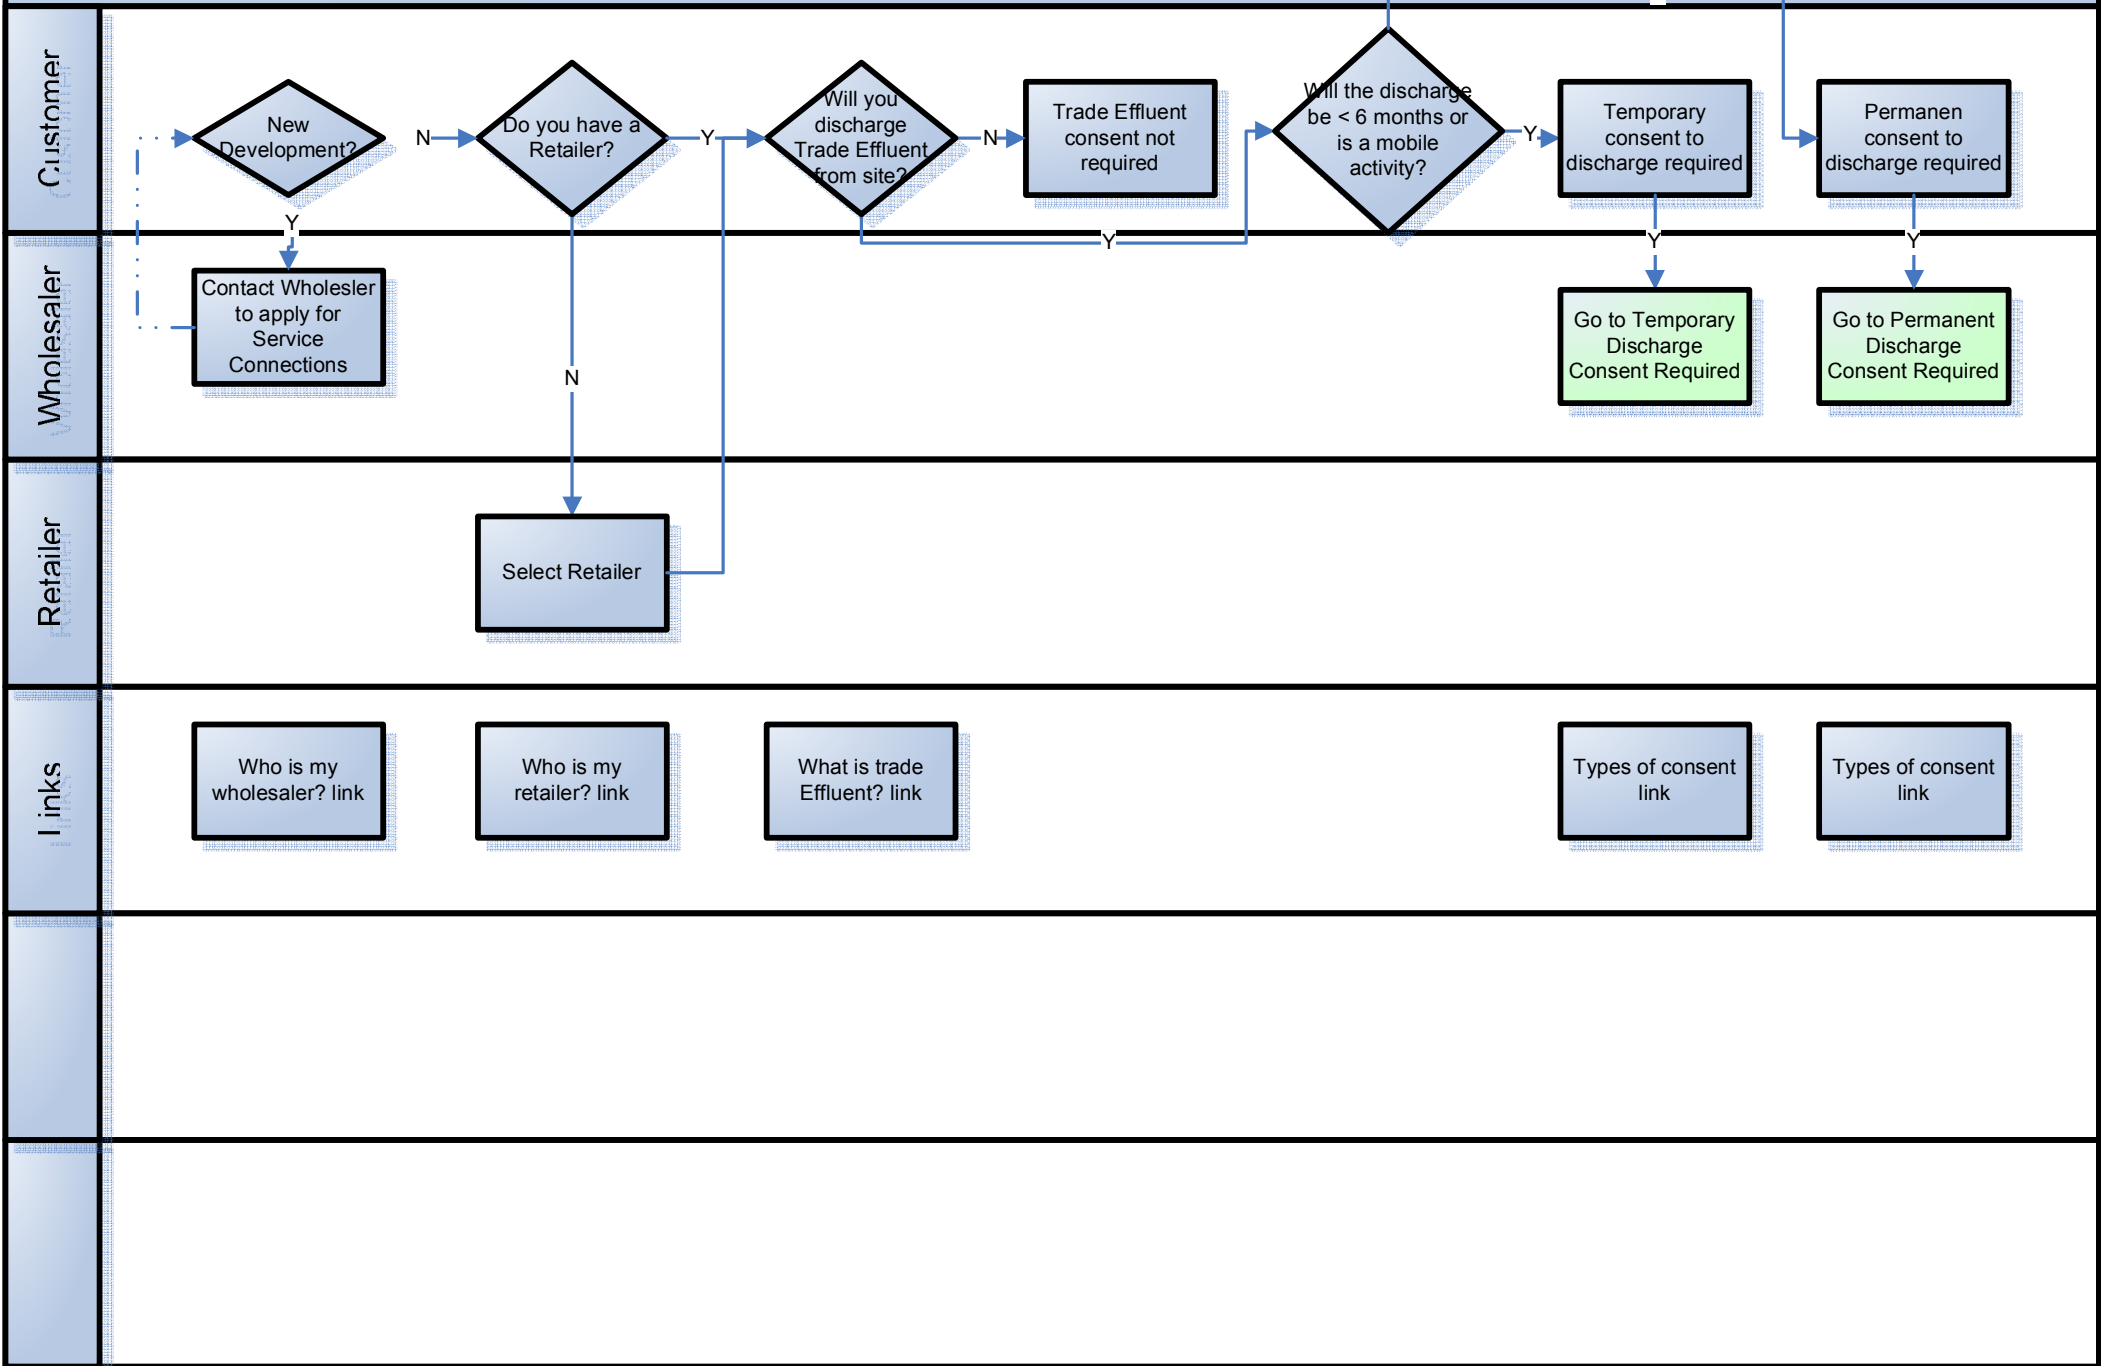 Customer
New
Development?
N
Do you have a
Retailer?
Y
Will you
discharge
Trade Effluent
from site?
N
Trade Effluent
consent not
required
Will the discharge
be < 6 months or
is a mobile
activity?
Y
Temporary
consent to
discharge required
Permanen
consent to
discharge required
Y
Y
Y
Y
Wholesaler
Contact Wholesler
to apply for
Service
Connections
N
Go to Temporary
Discharge
Consent Required
Go to Permanent
Discharge
Consent Required
Retailer
Select Retailer
Links
Who is my
wholesaler? link
Who is my
retailer? link
What is trade
Effluent? link
Types of consent
link
Types of consent
link